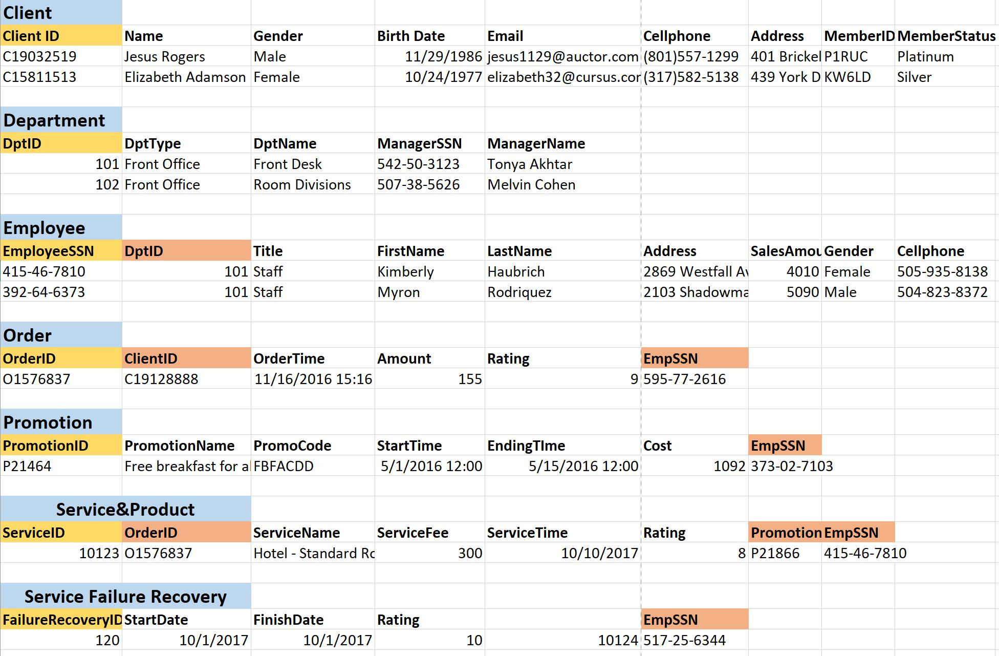 Client
Client ID Name Gender Birth Date Email Cellphone Address MemberID MemberStatus
C19032519 Jesus Rogers Male 11/29/1986 jesus1129@auctor.com (801)557-1299 401 Brickel P1RUC Platinum
C15811513 Elizabeth Adamson Female 10/24/1977 elizabeth32@cursus.cor (317)582-5138 439 York D KW6LD Silver
Department
DptID DptType DptName ManagerSSN ManagerName
101 Front Office Front Desk 542-50-3123 Tonya Akhtar
102 Front Office Room Divisions 507-38-5626 Melvin Cohen
Employee
EmployeeSSN DptID Title FirstName LastName Address SalesAmou Gender Cellphone
415-46-7810 101 Staff Kimberly Haubrich 2869 Westfall Av 4010 Female 505-935-8138
392-64-6373 101 Staff Myron Rodriquez 2103 Shadowma 5090 Male 504-823-8372
Order
OrderID ClientID OrderTime Amount Rating EmpSSN
O1576837 C19128888 11/16/2016 15:16 155 9 595-77-2616
Promotion
PromotionID PromotionName PromoCode StartTime EndingTIme Cost EmpSSN
P21464 Free breakfast for al FBFACDD 5/1/2016 12:00 5/15/2016 12:00 1092 373-02-7103
Service&Product
ServiceID OrderID ServiceName ServiceFee ServiceTime Rating Promotion EmpSSN
10123 O1576837 Hotel - Standard Ro 300 10/10/2017 8 P21866 415-46-7810
Service Failure Recovery
FailureRecoveryID StartDate FinishDate Rating EmpSSN
120 10/1/2017 10/1/2017 10 10124 517-25-6344